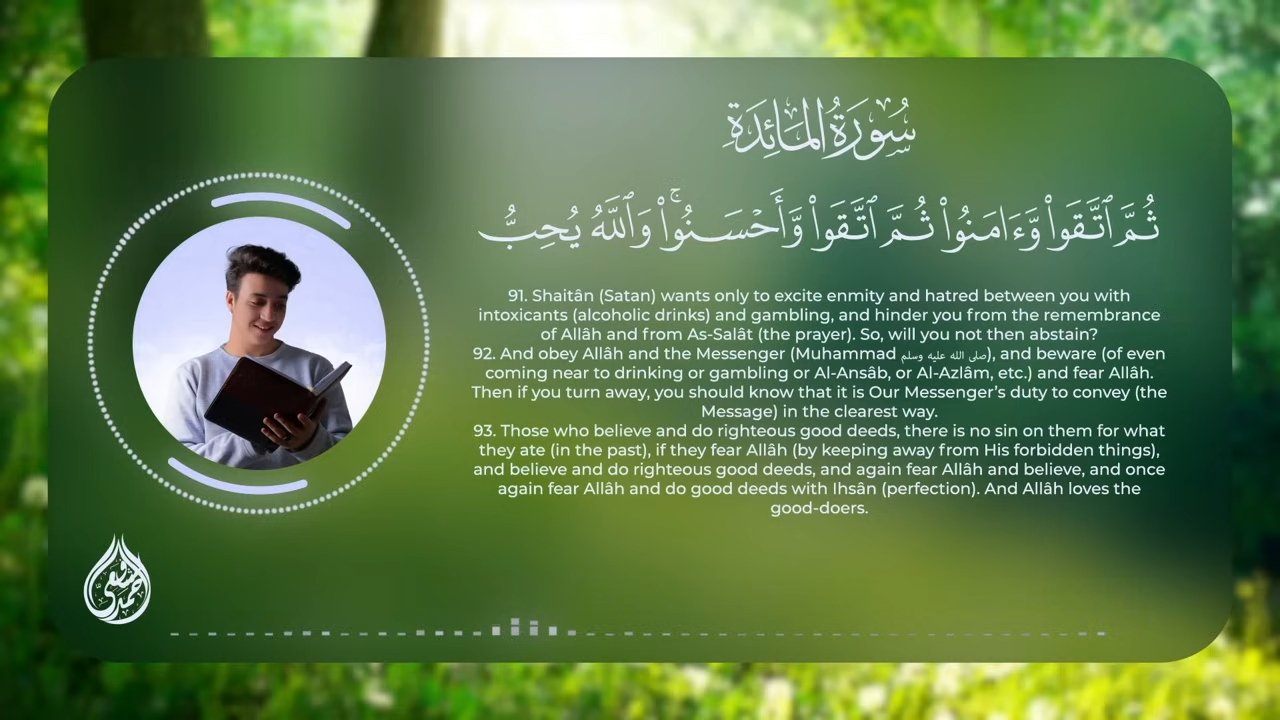 سُورَةُ المَائِدَةِ
ثُمَّ ٱتَّقَوا۟ وَّءَامَنُوا۟ ثُمَّ ٱتَّقَوا۟ وَّأَحْسَنُوا۟ ۚ وَٱللَّهُ يُحِبُّ
91. Shaitân (Satan) wants only to excite enmity and hatred between you with
intoxicants (alcoholic drinks) and gambling, and hinder you from the remembrance
of Allâh and from As-Salât (the prayer). So, will you not then abstain?
92. And obey Allâh and the Messenger (Muhammad صلى الله عليه وسلم), and beware (of even
coming near to drinking or gambling or Al-Ansâb, or Al-Azlâm, etc.) and fear Allâh.
Then if you turn away, you should know that it is Our Messenger’s duty to convey (the
Message) in the clearest way.
93. Those who believe and do righteous good deeds, there is no sin on them for what
they ate (in the past), if they fear Allâh (by keeping away from His forbidden things),
and believe and do righteous good deeds, and again fear Allâh and believe, and once
again fear Allâh and do good deeds with Ihsân (perfection). And Allâh loves the
good-doers.